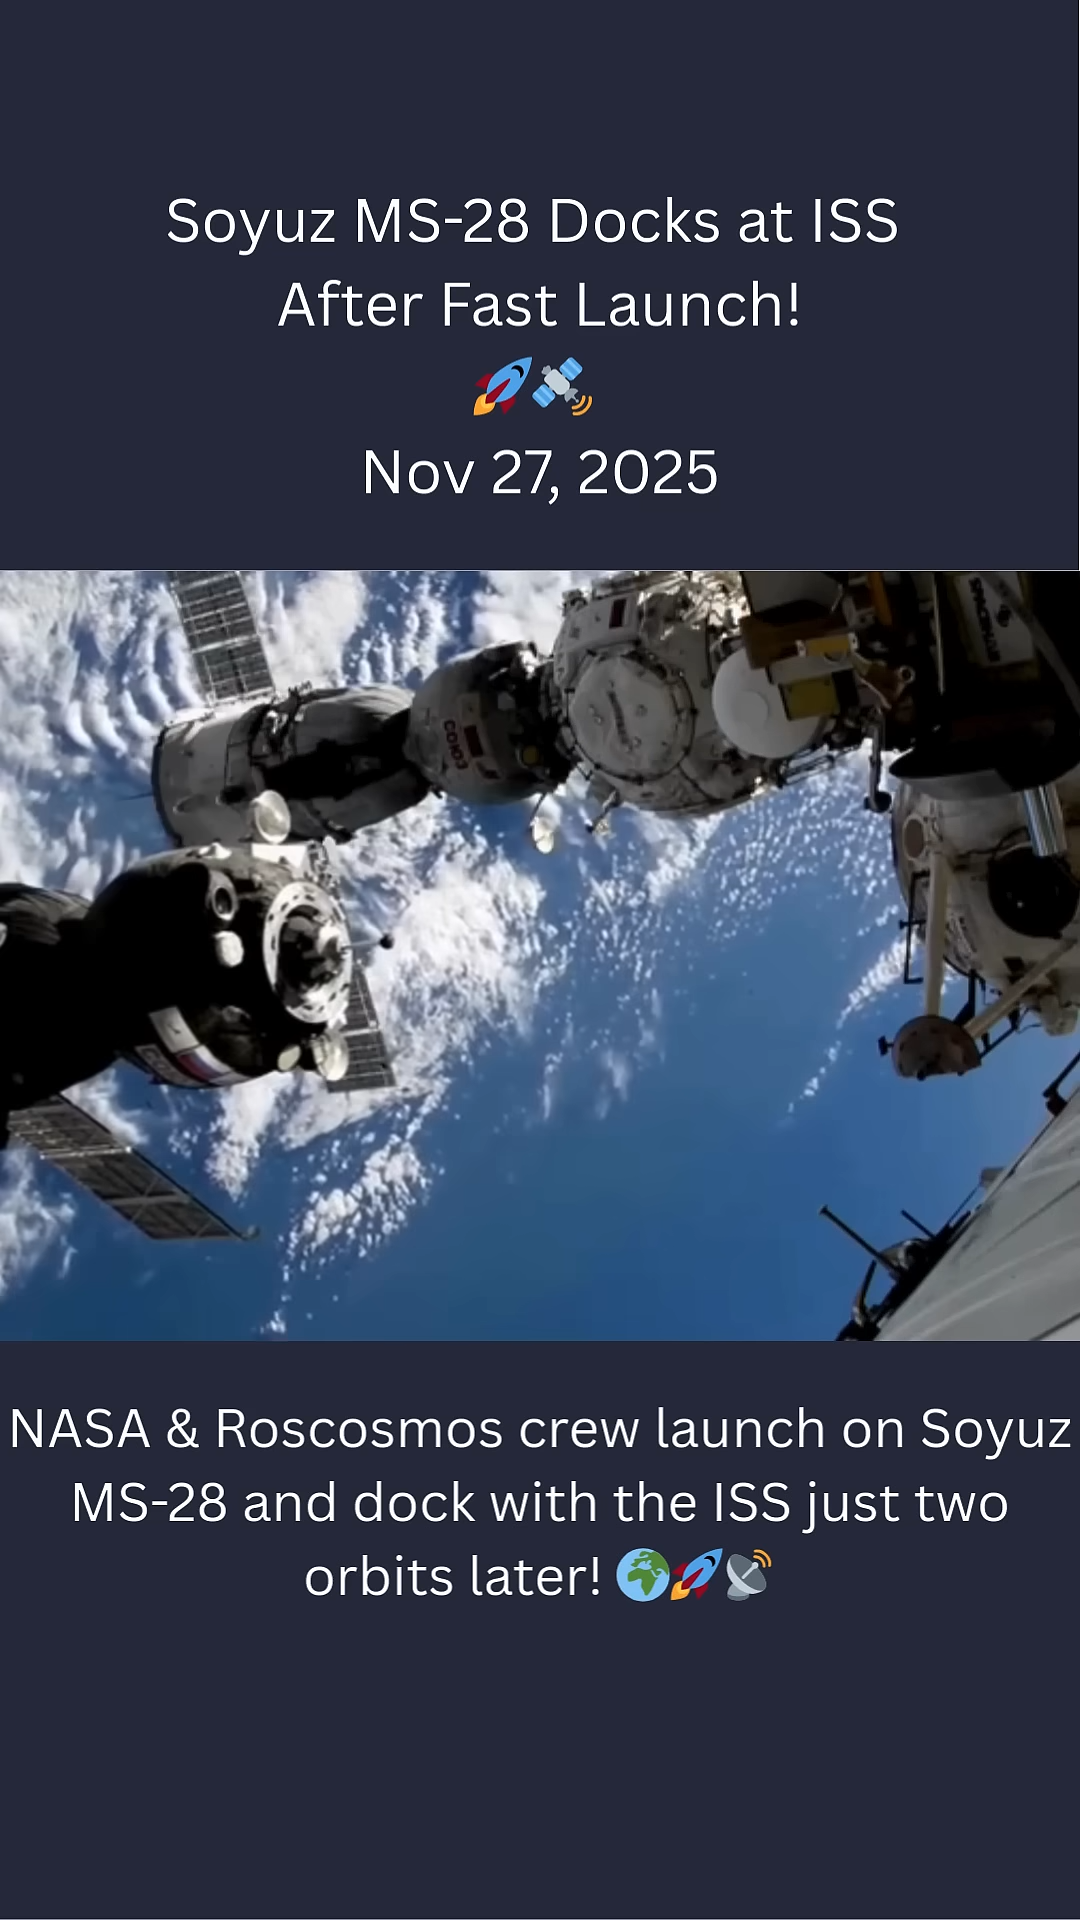 Soyuz MS-28 Docks at ISS
After Fast Launch!
🚀🛰️
Nov 27, 2025
СОЮЗ
NASA & Roscosmos crew launch on Soyuz
MS-28 and dock with the ISS just two
orbits later! 🌍🚀📡